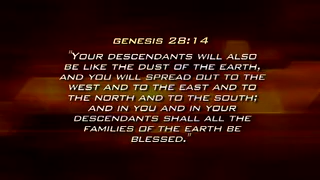 GENESIS 28:14
"YOUR DESCENDANTS WILL ALSO
BE LIKE THE DUST OF THE EARTH,
AND YOU WILL SPREAD OUT TO THE
WEST AND TO THE EAST AND TO
THE NORTH AND TO THE SOUTH;
AND IN YOU AND IN YOUR
DESCENDANTS SHALL ALL THE
FAMILIES OF THE EARTH BE
BLESSED."